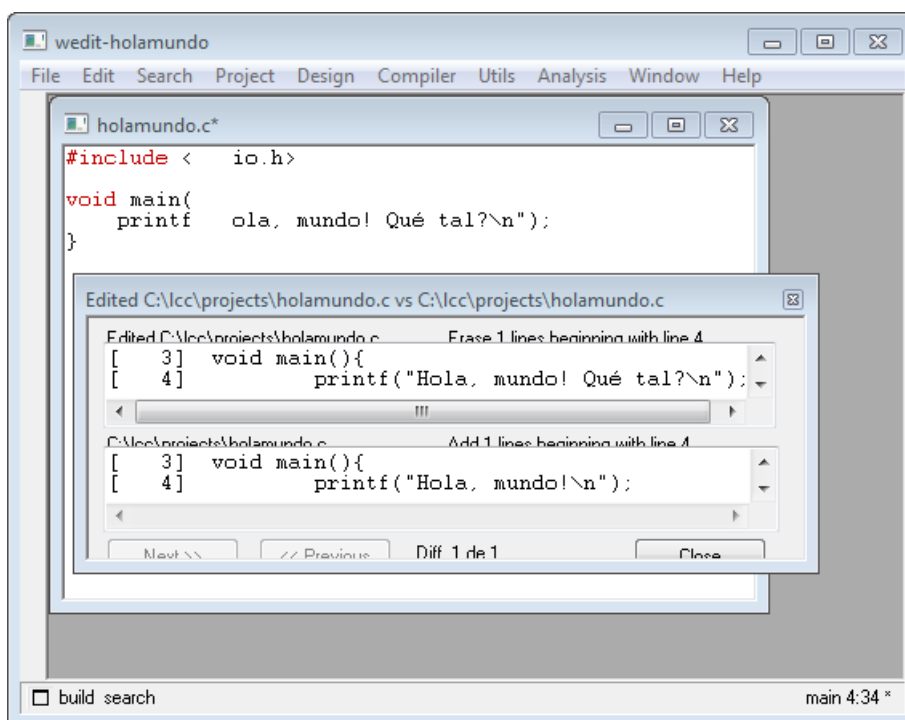 wedit-holamundo
File Edit Search Project Design Compiler Utils Analysis Window Help
holamundo.c*
#include < io.h>
void main(
printf ola, mundo! Qué tal?\n");
}
Edited C:\lcc\projects\holamundo.c vs C:\lcc\projects\holamundo.c
Edited C:\lcc\projects\holamundo.c Erase 1 lines beginning with line 4
[ 3] void main(){
[ 4] printf("Hola, mundo! Qué tal?\n");
C:\lcc\projects\holamundo.c Add 1 lines beginning with line 4
[ 3] void main(){
[ 4] printf("Hola, mundo!\n");
Next >> << Previous Diff 1 de 1 Close
build search main 4:34 *